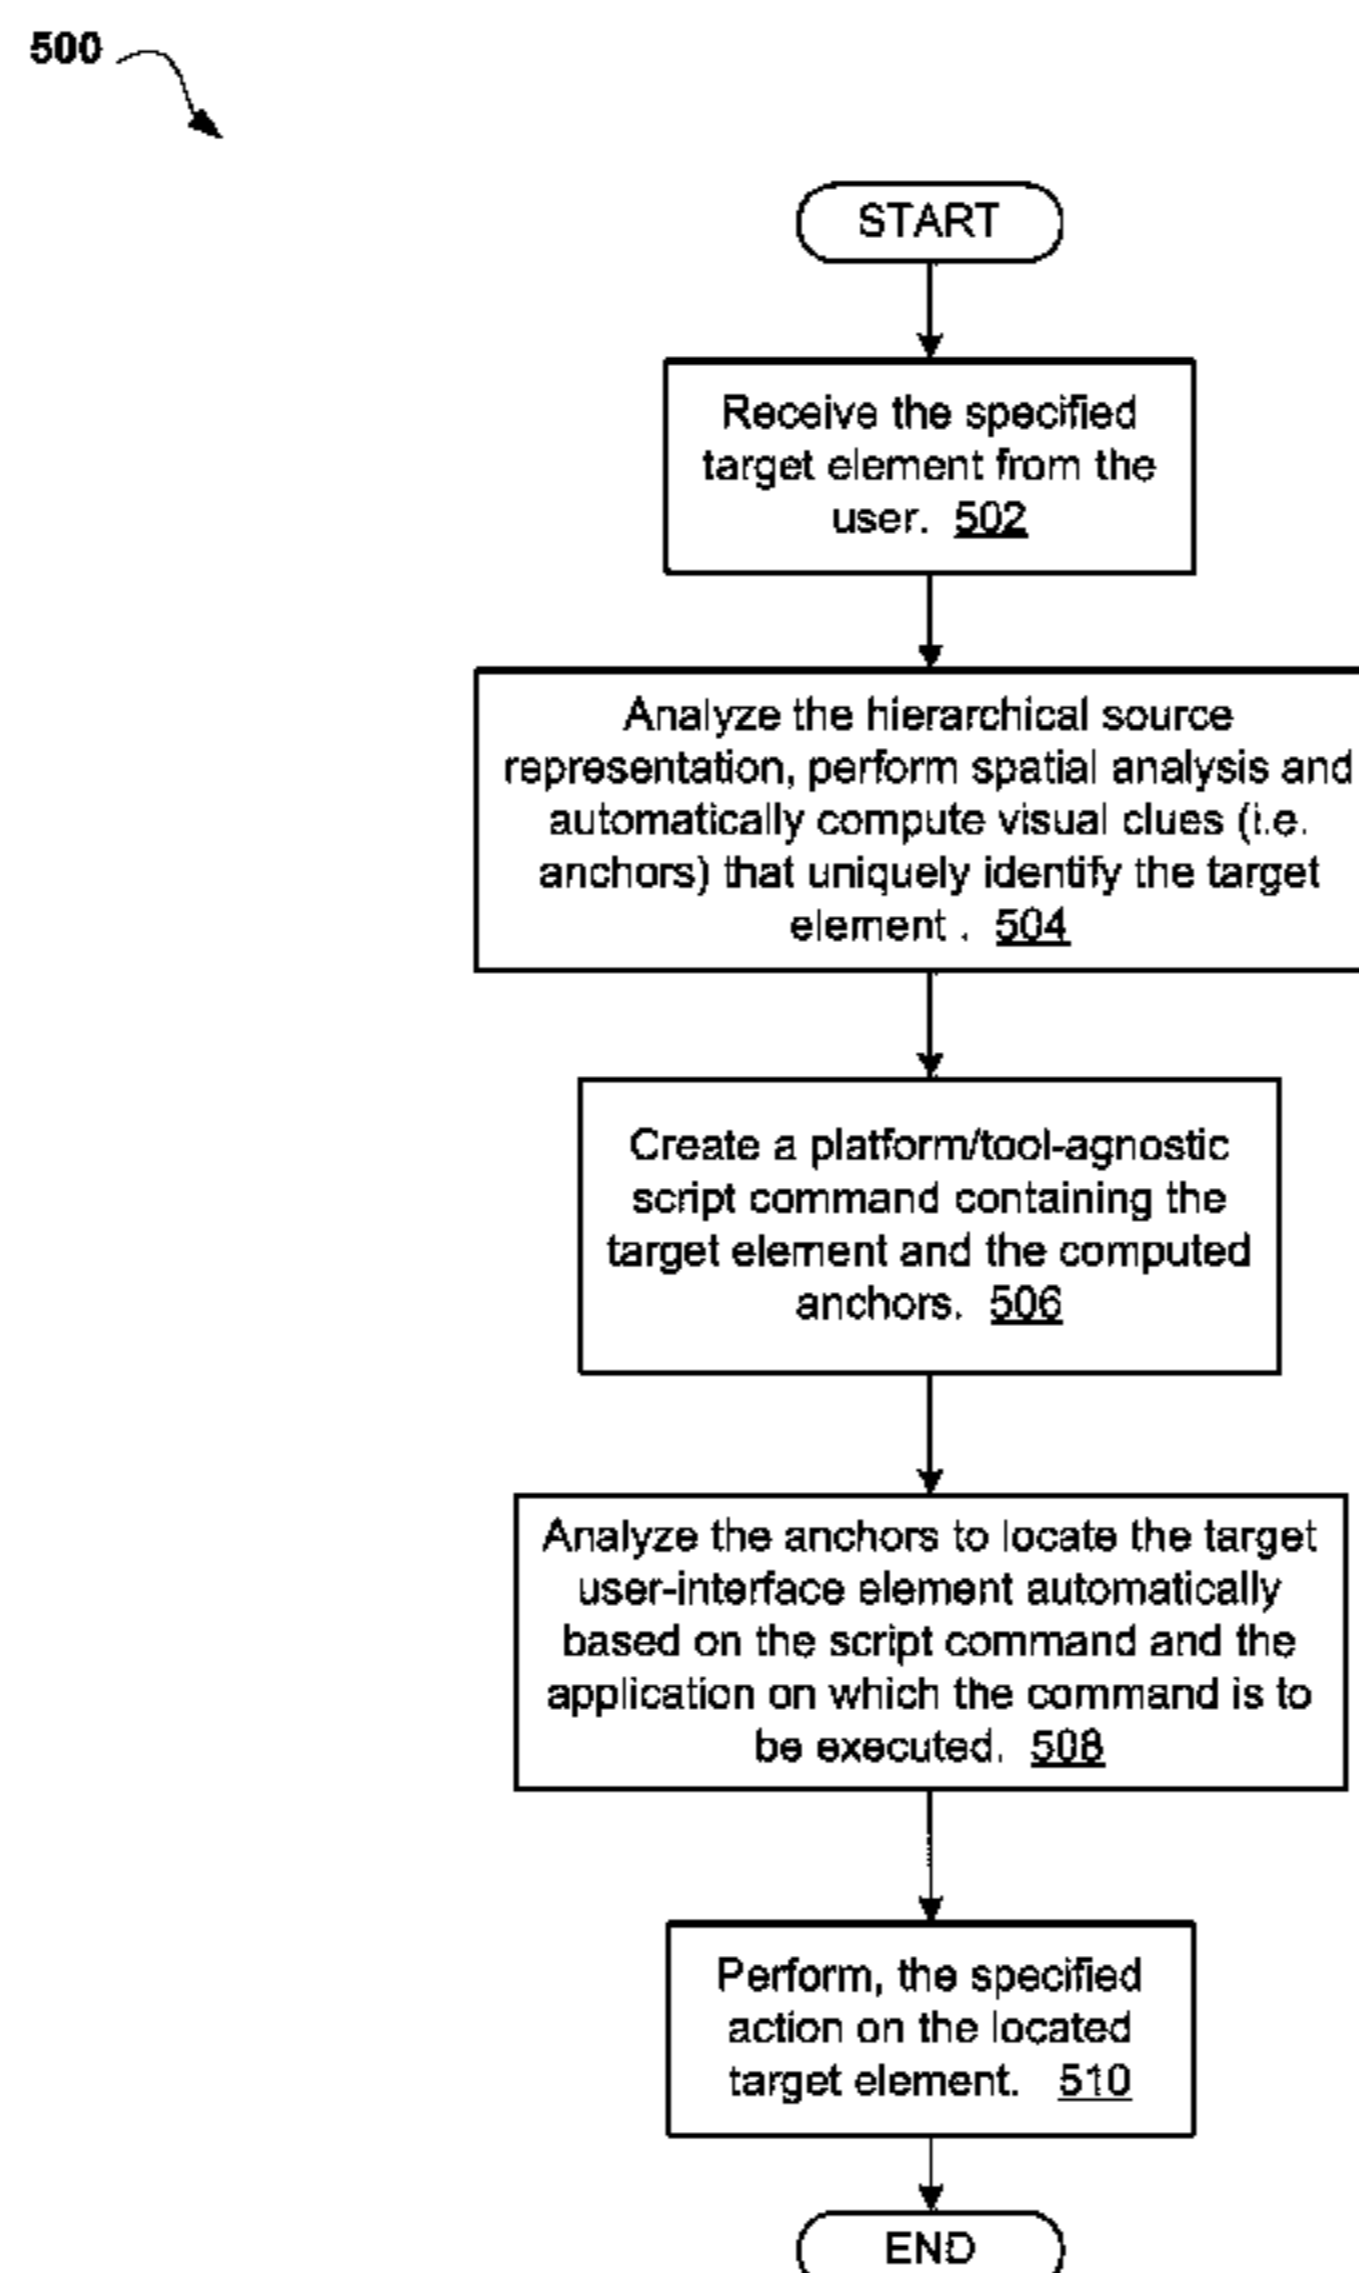 500
START
Receive the specified
target element from the
user. 502
Analyze the hierarchical source
representation, perform spatial analysis and
automatically compute visual clues (i.e.
anchors) that uniquely identify the target
element . 504
Create a platform/tool-agnostic
script command containing the
target element and the computed
anchors. 506
Analyze the anchors to locate the target
user-interface element automatically
based on the script command and the
application on which the command is to
be executed. 508
Perform, the specified
action on the located
target element. 510
END